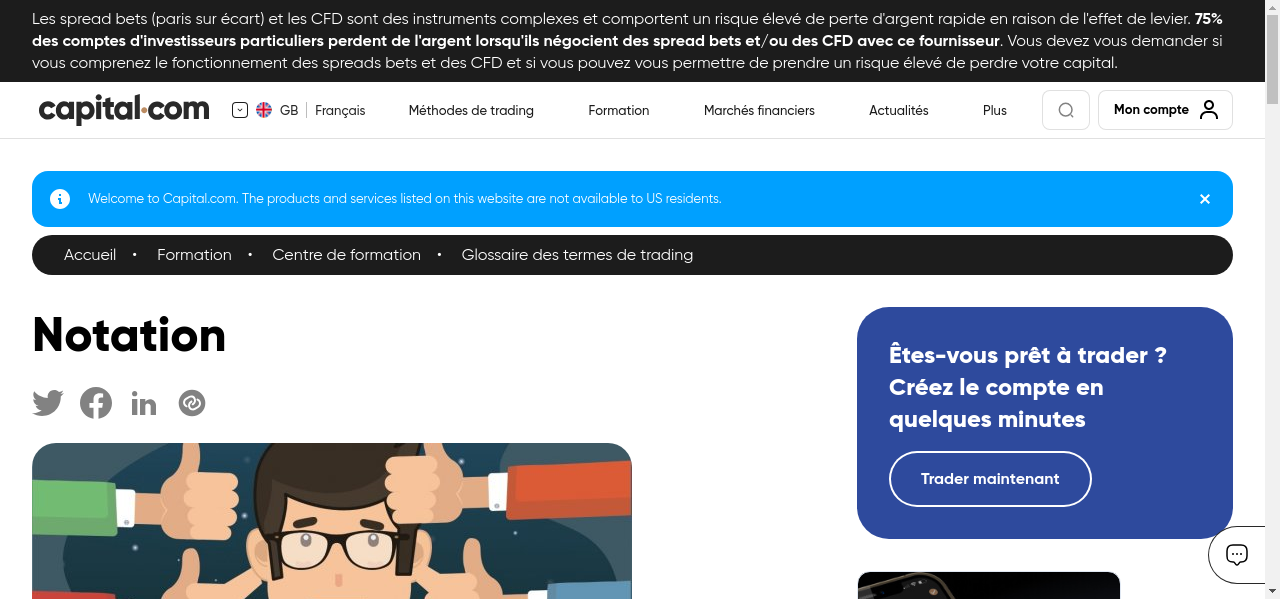 Les spread bets (paris sur écart) et les CFD sont des instruments complexes et comportent un risque élevé de perte d'argent rapide en raison de l'effet de levier. 75%
des comptes d'investisseurs particuliers perdent de l'argent lorsqu'ils négocient des spread bets et/ou des CFD avec ce fournisseur. Vous devez vous demander si
vous comprenez le fonctionnement des spreads bets et des CFD et si vous pouvez vous permettre de prendre un risque élevé de perdre votre capital.
capital.com GB Français Méthodes de trading Formation Marchés financiers Actualités Plus Mon compte
Welcome to Capital.com. The products and services listed on this website are not available to US residents.
Accueil • Formation • Centre de formation • Glossaire des termes de trading
Notation
Êtes-vous prêt à trader ?
Créez le compte en
quelques minutes
Trader maintenant